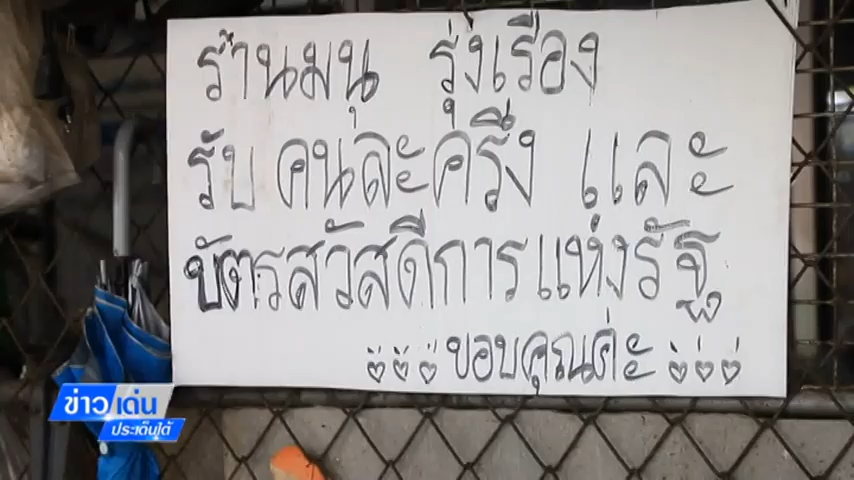 ร้านมนุ รุ่งเรือง
รับ คนละครึ่ง และ
บัตรสวัสดีการแห่งรัฐ
ขอบคุณค่ะ
ข่าวเด่น
ประเด็นใต้